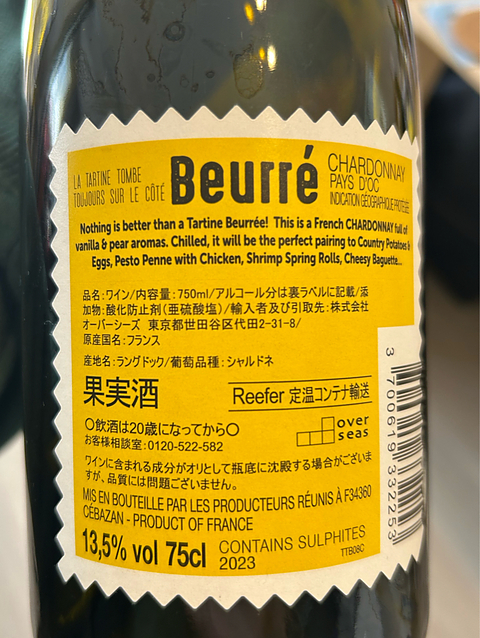 LA TARTINE TOMBE
TOUJOURS SUR LE CÔTÉ
Beurré
CHARDONNAY
PAYS D'OC
INDICATION GÉOGRAPHIQUE PROTÉGÉE
Nothing is better than a Tartine Beurrée! This is a French CHARDONNAY full of
vanilla & pear aromas. Chilled, it will be the perfect pairing to Country Potatoes &
Eggs, Pesto Penne with Chicken, Shrimp Spring Rolls, Cheesy Baguette...
品名:ワイン/内容量:750ml/アルコール分は裏ラベルに記載/添
加物:酸化防止剤(亜硫酸塩)/輸入者及び引取先:株式会社
オーバーシーズ 東京都世田谷区代田2-31-8/
原産国名:フランス
産地名:ラングドック/葡萄品種:シャルドネ
果実酒
Reefer 定温コンテナ輸送
〇飲酒は20歳になってから〇
お客様相談室:0120-522-582
over
seas
ワインに含まれる成分がオリとして瓶底に沈殿する場合がございま
すが、品質には問題ございません。
MIS EN BOUTEILLE PAR LES PRODUCTEURS RÉUNIS À F34360
CÉBAZAN - PRODUCT OF FRANCE
13,5% vol 75cl
CONTAINS SULPHITES
2023
TTB08C
3 700619 332253